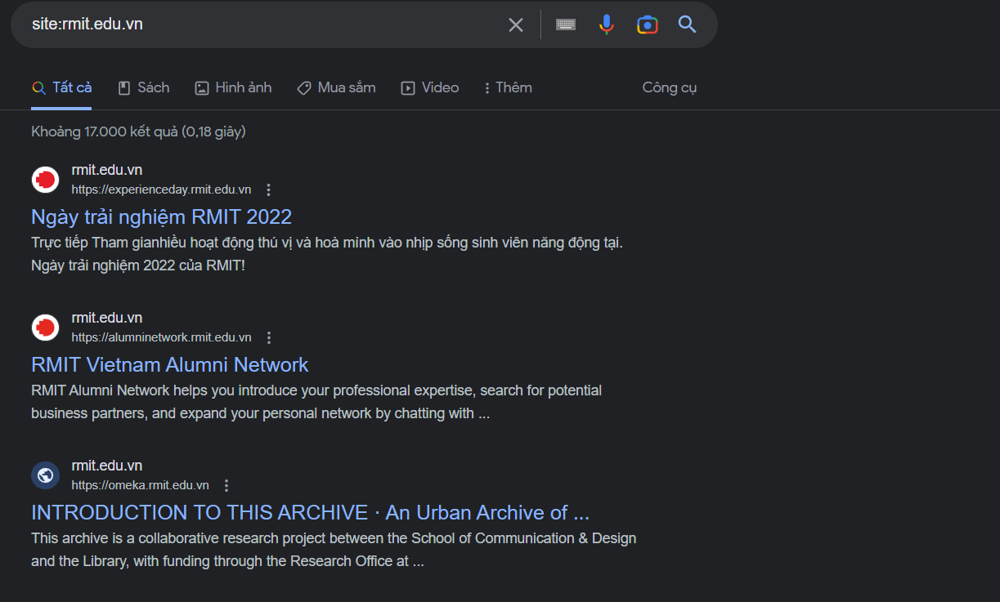 site:rmit.edu.vn
Tất cả Sách Hình ảnh Mua sắm Video Thêm Công cụ
Khoảng 17.000 kết quả (0,18 giây)
rmit.edu.vn
https://experienceday.rmit.edu.vn
Ngày trải nghiệm RMIT 2022
Trực tiếp Tham gianhiều hoạt động thú vị và hoà mình vào nhịp sống sinh viên năng động tại.
Ngày trải nghiệm 2022 của RMIT!
rmit.edu.vn
https://alumninetwork.rmit.edu.vn
RMIT Vietnam Alumni Network
RMIT Alumni Network helps you introduce your professional expertise, search for potential
business partners, and expand your personal network by chatting with ...
rmit.edu.vn
https://omeka.rmit.edu.vn
INTRODUCTION TO THIS ARCHIVE · An Urban Archive of ...
This archive is a collaborative research project between the School of Communication & Design
and the Library, with funding through the Research Office at ...